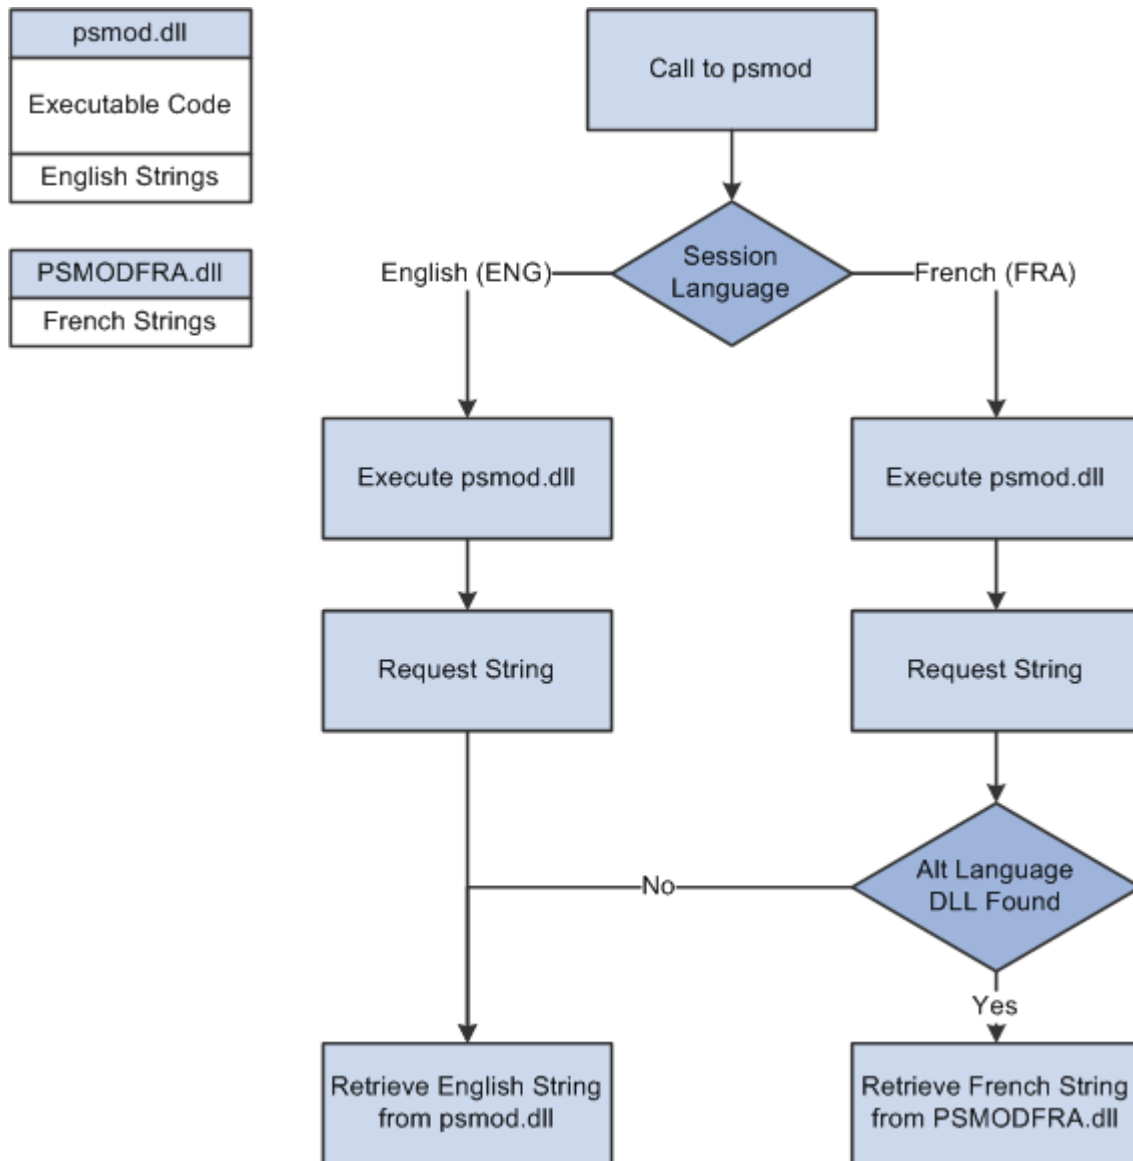 psmod.dll
Executable Code
English Strings
PSMODFRA.dll
French Strings
Call to psmod
Session
Language
English (ENG)
French (FRA)
Execute psmod.dll
Execute psmod.dll
Request String
Request String
Alt Language
DLL Found
No
Yes
Retrieve English String
from psmod.dll
Retrieve French String
from PSMODFRA.dll